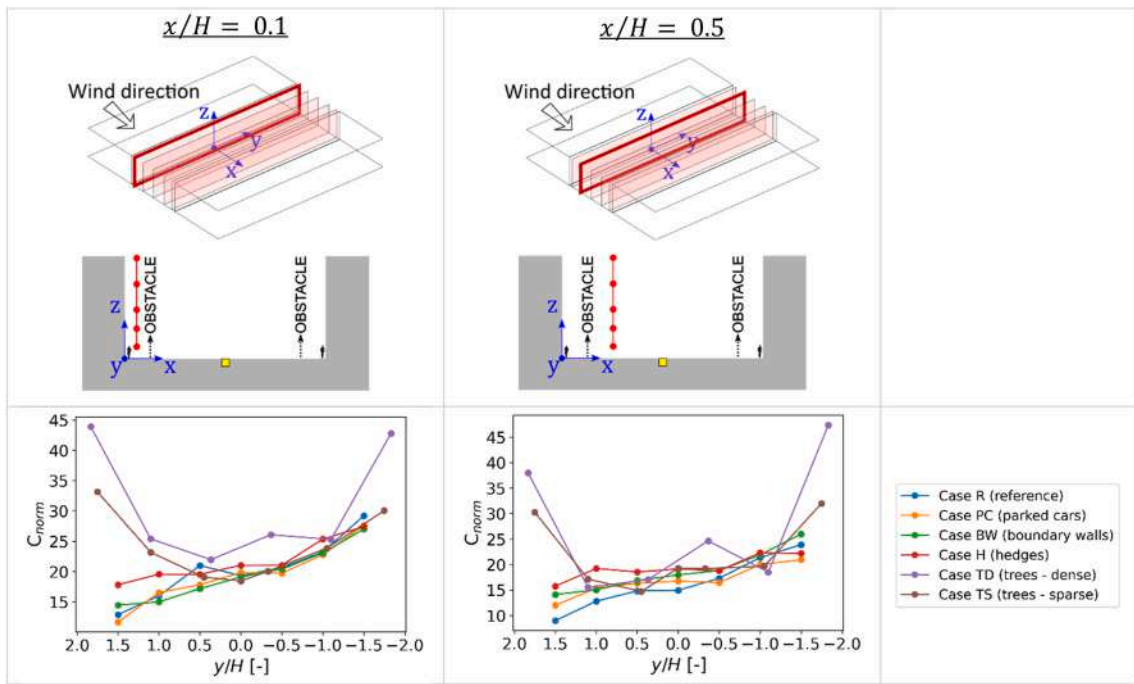 x/H = 0.1
x/H = 0.5
Wind direction
z
y
x
Wind direction
z
y
x
OBSTACLE
OBSTACLE
z
y
x
OBSTACLE
OBSTACLE
z
y
x
45
40
35
30
25
20
15
C_norm
2.0 1.5 1.0 0.5 0.0 −0.5 −1.0 −1.5 −2.0
y/H [-]
45
40
35
30
25
20
15
10
C_norm
2.0 1.5 1.0 0.5 0.0 −0.5 −1.0 −1.5 −2.0
y/H [-]
Case R (reference)
Case PC (parked cars)
Case BW (boundary walls)
Case H (hedges)
Case TD (trees - dense)
Case TS (trees - sparse)